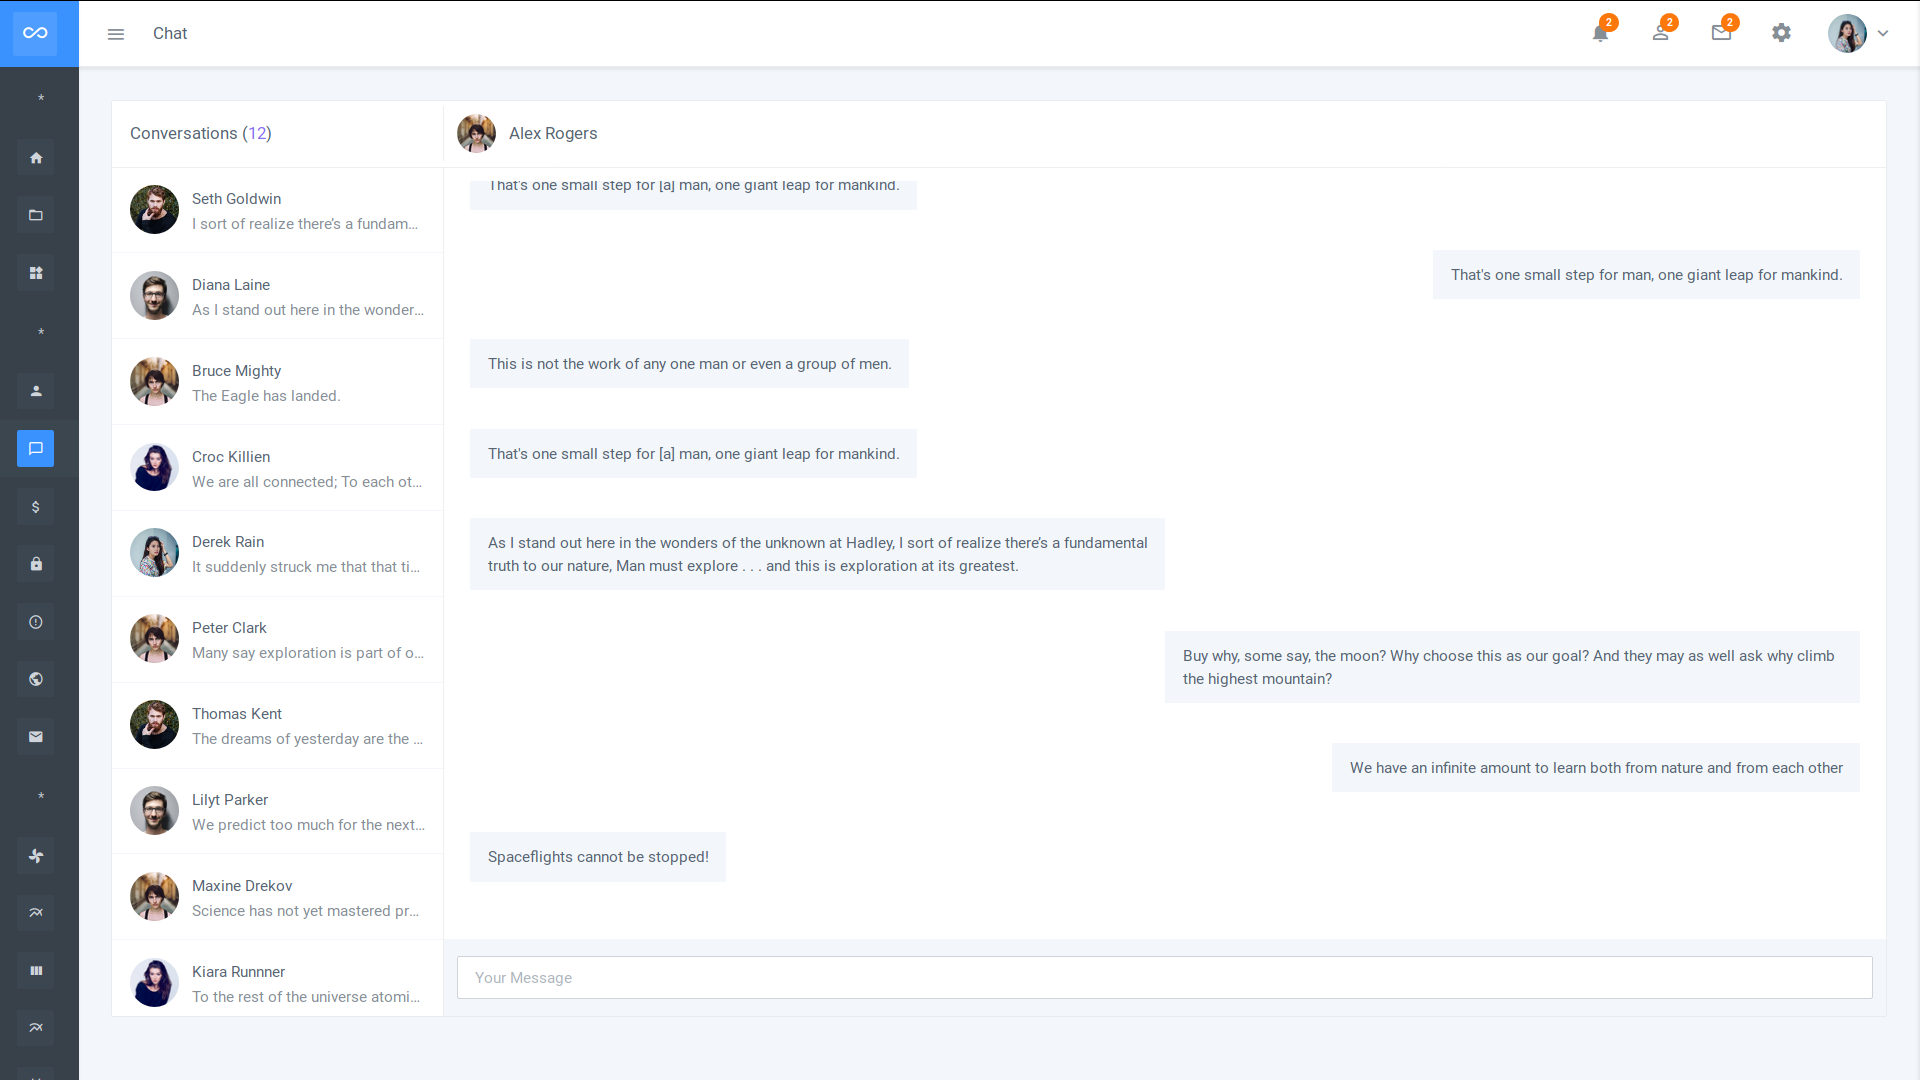 Chat
2
2
2
*
*
*
Conversations (12)
Seth Goldwin
I sort of realize there’s a fundam...
Diana Laine
As I stand out here in the wonder...
Bruce Mighty
The Eagle has landed.
Croc Killien
We are all connected; To each ot...
Derek Rain
It suddenly struck me that that ti...
Peter Clark
Many say exploration is part of o...
Thomas Kent
The dreams of yesterday are the ...
Lilyt Parker
We predict too much for the next...
Maxine Drekov
Science has not yet mastered pr...
Kiara Runnner
To the rest of the universe atomi...
Alex Rogers
That's one small step for [a] man, one giant leap for mankind.
That's one small step for man, one giant leap for mankind.
This is not the work of any one man or even a group of men.
That's one small step for [a] man, one giant leap for mankind.
As I stand out here in the wonders of the unknown at Hadley, I sort of realize there’s a fundamental
truth to our nature, Man must explore . . . and this is exploration at its greatest.
Buy why, some say, the moon? Why choose this as our goal? And they may as well ask why climb
the highest mountain?
We have an infinite amount to learn both from nature and from each other
Spaceflights cannot be stopped!
Your Message